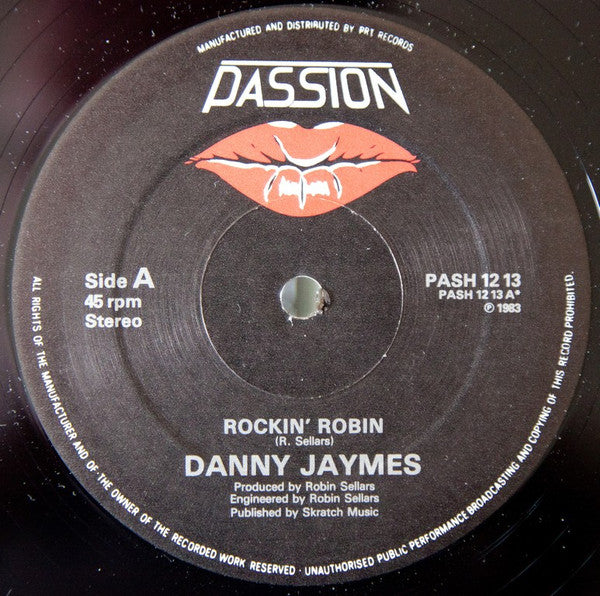 MANUFACTURED AND DISTRIBUTED BY PRT RECORDS
PASSION
Side A
45 rpm
Stereo
PASH 12 13
PASH 12 13 A*
℗ 1983
ROCKIN' ROBIN
(R. Sellars)
DANNY JAYMES
Produced by Robin Sellars
Engineered by Robin Sellars
Published by Skratch Music
ALL RIGHTS OF THE MANUFACTURER AND OF THE OWNER OF THE RECORDED WORK RESERVED · UNAUTHORISED PUBLIC PERFORMANCE BROADCASTING AND COPYING OF THIS RECORD PROHIBITED.